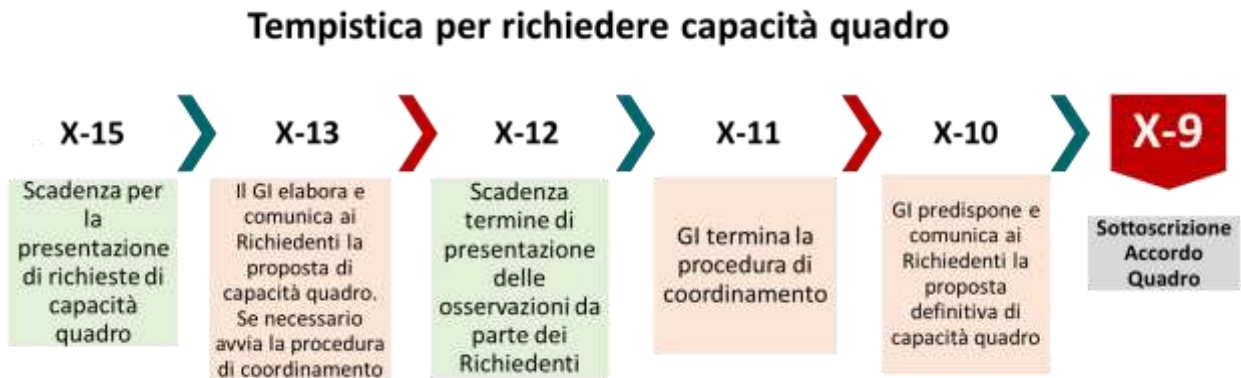 Tempistica per richiedere capacità quadro
X-15
X-13
X-12
X-11
X-10
X-9
Scadenza per
la
presentazione
di richieste di
capacità
quadro
Il GI elabora e
comunica ai
Richiedenti la
proposta di
capacità quadro.
Se necessario
avvia la procedura
di coordinamento
Scadenza
termine di
presentazione
delle
osservazioni da
parte dei
Richiedenti
GI termina la
procedura di
coordinamento
GI predispone e
comunica ai
Richiedenti la
proposta
definitiva di
capacità quadro
Sottoscrizione
Accordo
Quadro